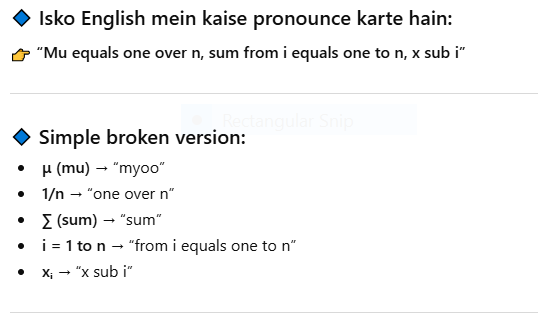 Isko English mein kaise pronounce karte hain:
“Mu equals one over n, sum from i equals one to n, x sub i”
Rectangular Snip
Simple broken version:
• μ (mu) → “myoo”
• 1/n → “one over n”
• ∑ (sum) → “sum”
• i = 1 to n → “from i equals one to n”
• xᵢ → “x sub i”